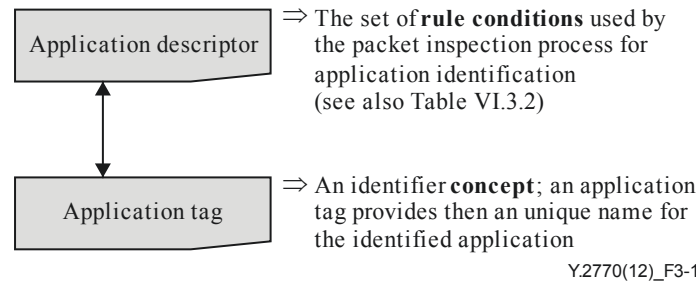 Application descriptor
⇒ The set of rule conditions used by
the packet inspection process for
application identification
(see also Table VI.3.2)
Application tag
⇒ An identifier concept; an application
tag provides then an unique name for
the identified application
Y.2770(12)_F3-1